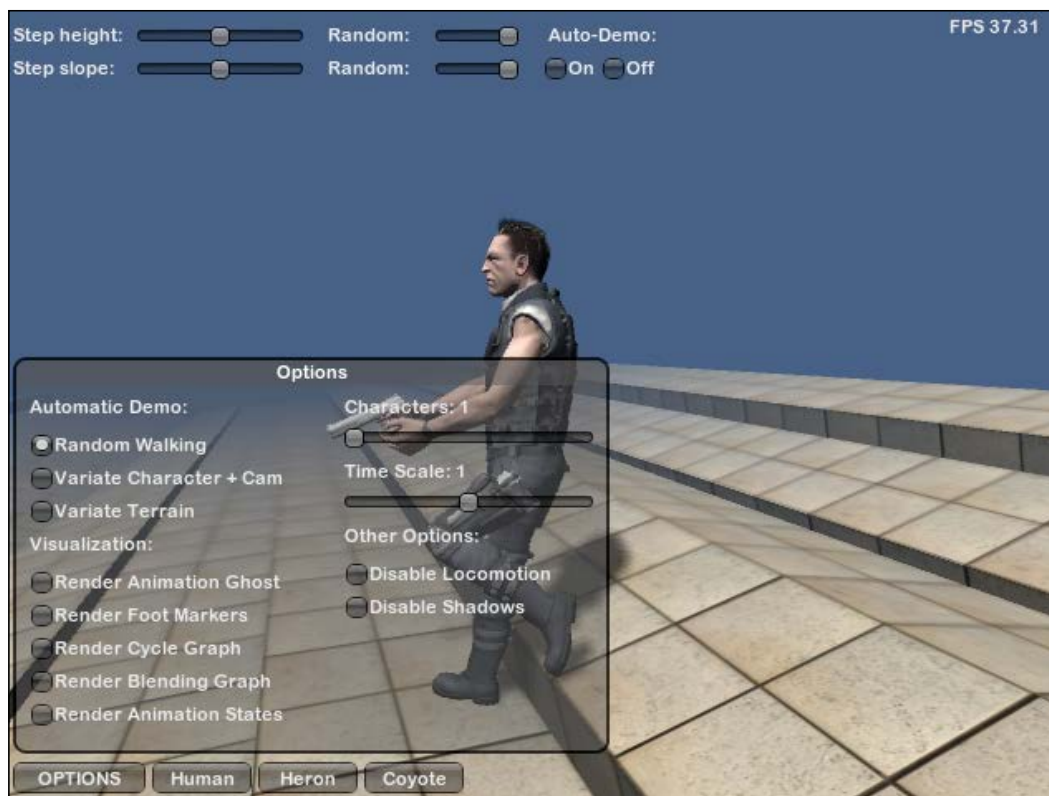 Step height: Random: Auto-Demo: FPS 37.31
Step slope: Random: On Off
Options
Automatic Demo: Characters: 1
Random Walking
Variate Character + Cam Time Scale: 1
Variate Terrain
Visualization: Other Options:
Render Animation Ghost Disable Locomotion
Render Foot Markers Disable Shadows
Render Cycle Graph
Render Blending Graph
Render Animation States
OPTIONS Human Heron Coyote